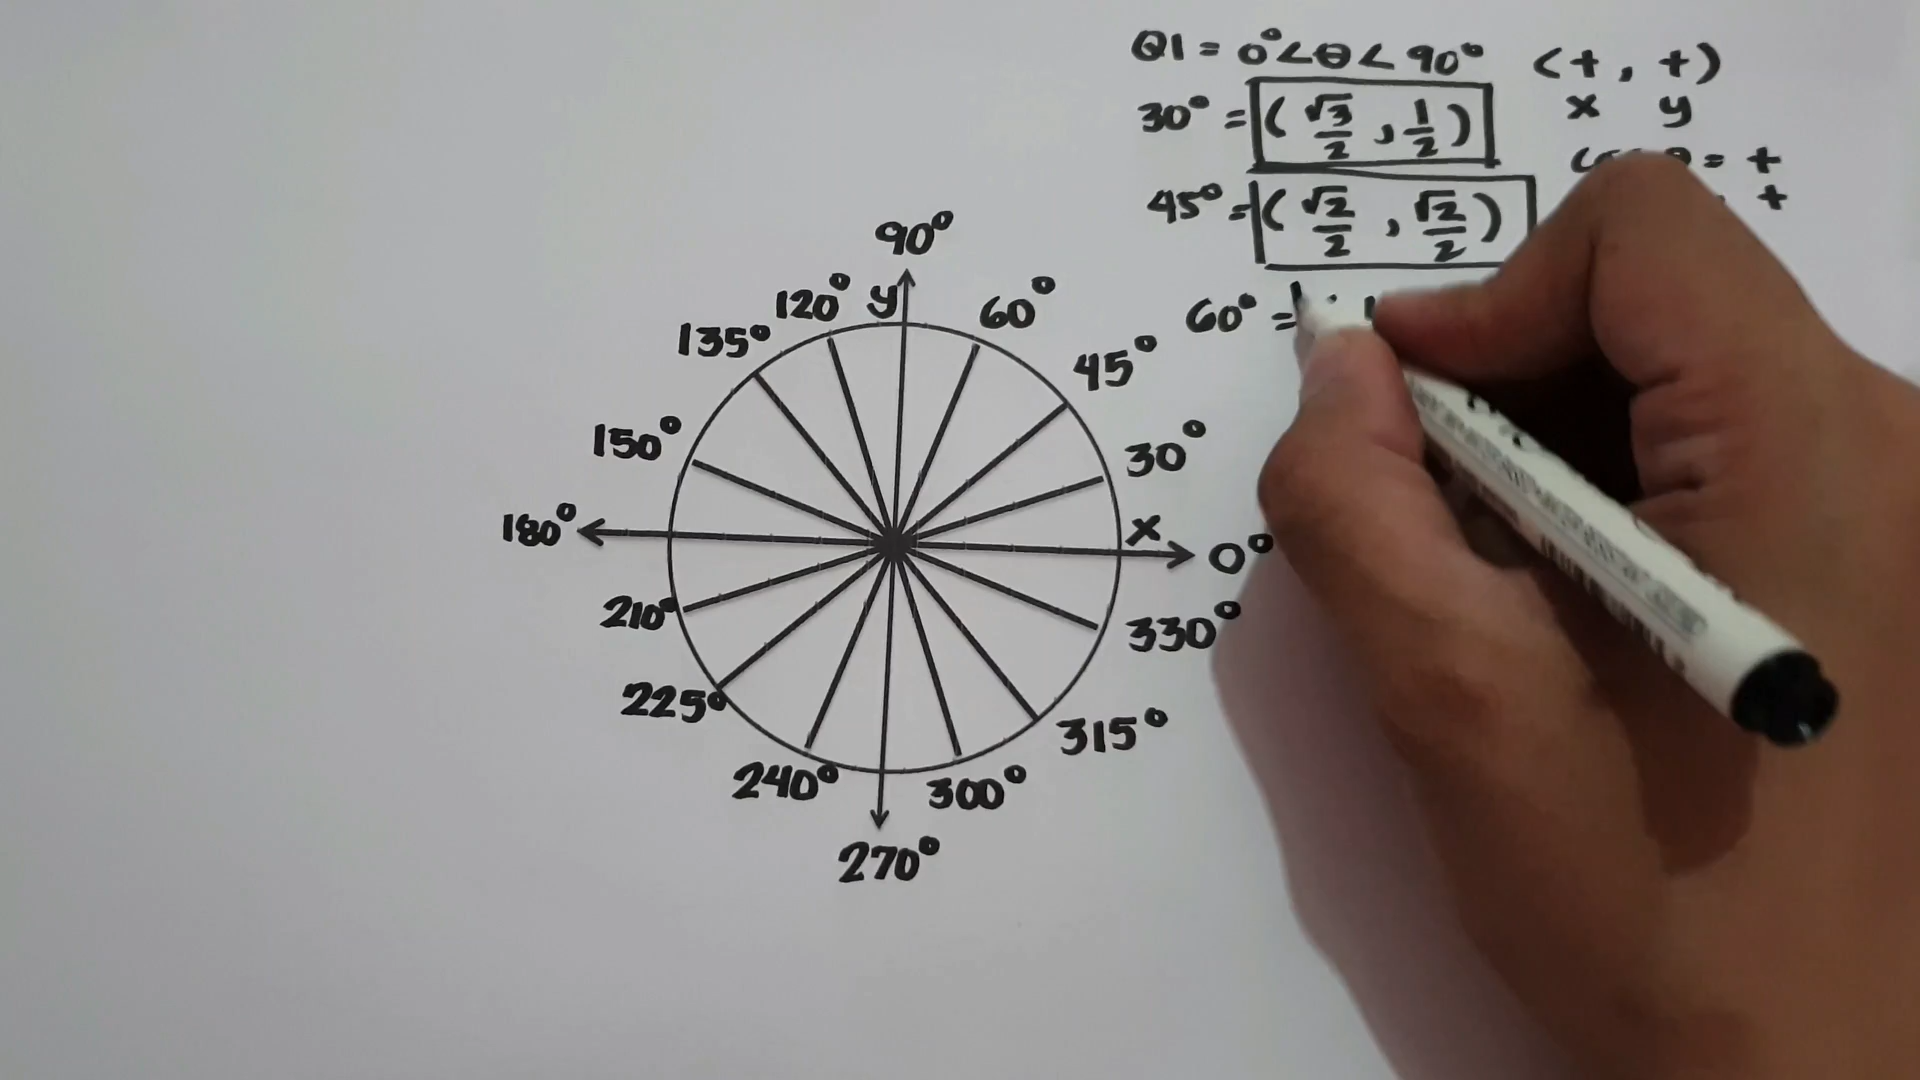 Q1 = 0° < θ < 90° (+, +)
x y
30° = (√3/2, 1/2)
= +
45° = (√2/2, √2/2)
+
60° =
90°
120° y 60°
135° 45°
150° 30°
180° x 0°
210° 330°
225° 315°
240° 300°
270°